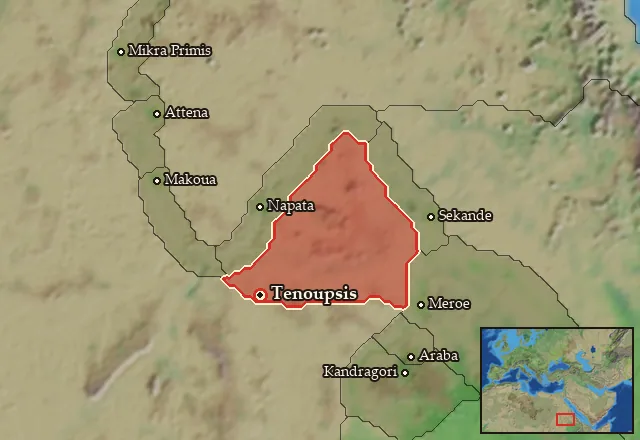 Mikra Primis
Attena
Makoua
Napata
Sekande
Tenoupsis
Meroe
Araba
Kandragori